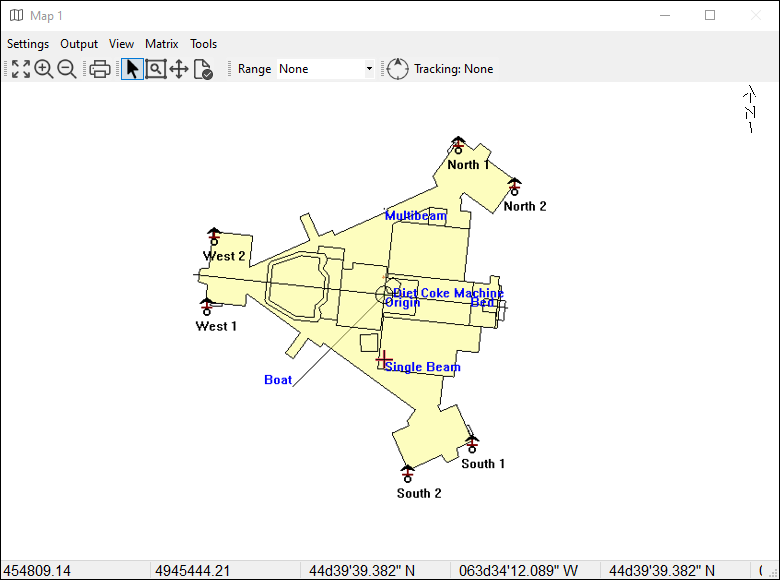 Map 1
Settings Output View Matrix Tools
Range None Tracking: None
N
North 1
North 2
Multibeam
West 2
Diet Coke Machine
Origin Bed
West 1
Single Beam
Boat
South 1
South 2
454809.14 4945444.21 44d39'39.382" N 063d34'12.089" W 44d39'39.382" N